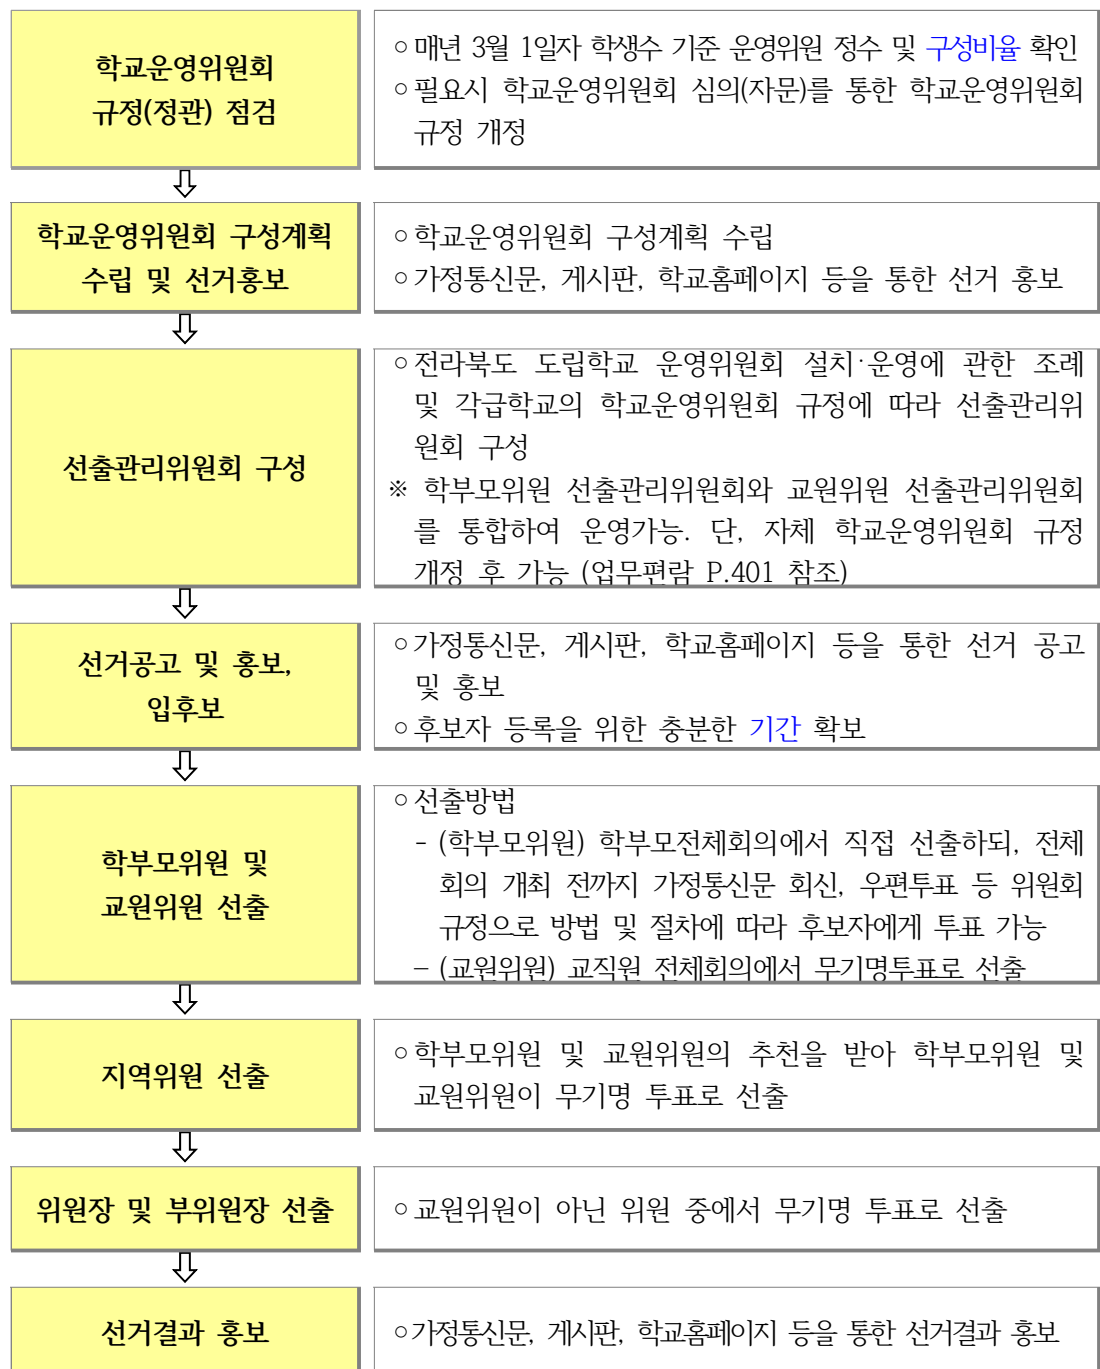 학교운영위원회
규정(정관) 점검
○ 매년 3월 1일자 학생수 기준 운영위원 정수 및 구성비율 확인
○ 필요시 학교운영위원회 심의(자문)를 통한 학교운영위원회
규정 개정
학교운영위원회 구성계획
수립 및 선거홍보
○ 학교운영위원회 구성계획 수립
○ 가정통신문, 게시판, 학교홈페이지 등을 통한 선거 홍보
선출관리위원회 구성
○ 전라북도 도립학교 운영위원회 설치·운영에 관한 조례
및 각급학교의 학교운영위원회 규정에 따라 선출관리위
원회 구성
※ 학부모위원 선출관리위원회와 교원위원 선출관리위원회
를 통합하여 운영가능. 단, 자체 학교운영위원회 규정
개정 후 가능 (업무편람 P.401 참조)
선거공고 및 홍보,
입후보
○ 가정통신문, 게시판, 학교홈페이지 등을 통한 선거 공고
및 홍보
○ 후보자 등록을 위한 충분한 기간 확보
학부모위원 및
교원위원 선출
○ 선출방법
- (학부모위원) 학부모전체회의에서 직접 선출하되, 전체
회의 개최 전까지 가정통신문 회신, 우편투표 등 위원회
규정으로 방법 및 절차에 따라 후보자에게 투표 가능
- (교원위원) 교직원 전체회의에서 무기명투표로 선출
지역위원 선출
○ 학부모위원 및 교원위원의 추천을 받아 학부모위원 및
교원위원이 무기명 투표로 선출
위원장 및 부위원장 선출
○ 교원위원이 아닌 위원 중에서 무기명 투표로 선출
선거결과 홍보
○ 가정통신문, 게시판, 학교홈페이지 등을 통한 선거결과 홍보